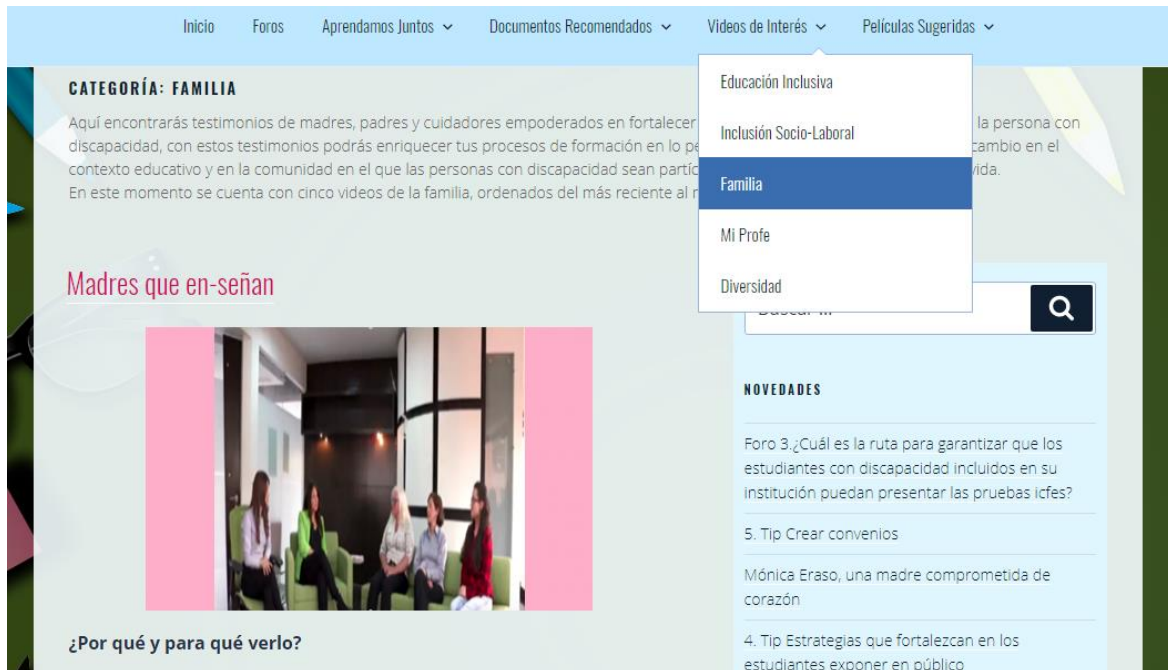 Inicio Foros Aprendamos Juntos Documentos Recomendados Videos de Interés Películas Sugeridas
Educación Inclusiva
Inclusión Socio-Laboral
Familia
Mi Profe
Diversidad
CATEGORÍA: FAMILIA
Aquí encontrarás testimonios de madres, padres y cuidadores empoderados en fortalecer la persona con
discapacidad, con estos testimonios podrás enriquecer tus procesos de formación en lo cambio en el
contexto educativo y en la comunidad en el que las personas con discapacidad sean vida.
En este momento se cuenta con cinco videos de la familia, ordenados del más reciente al
Madres que en-señan
¿Por qué y para qué verlo?
NOVEDADES
Foro 3.¿Cuál es la ruta para garantizar que los
estudiantes con discapacidad incluidos en su
institución puedan presentar las pruebas icfes?
5. Tip Crear convenios
Mónica Eraso, una madre comprometida de
corazón
4. Tip Estrategias que fortalezcan en los
estudiantes exponer en público